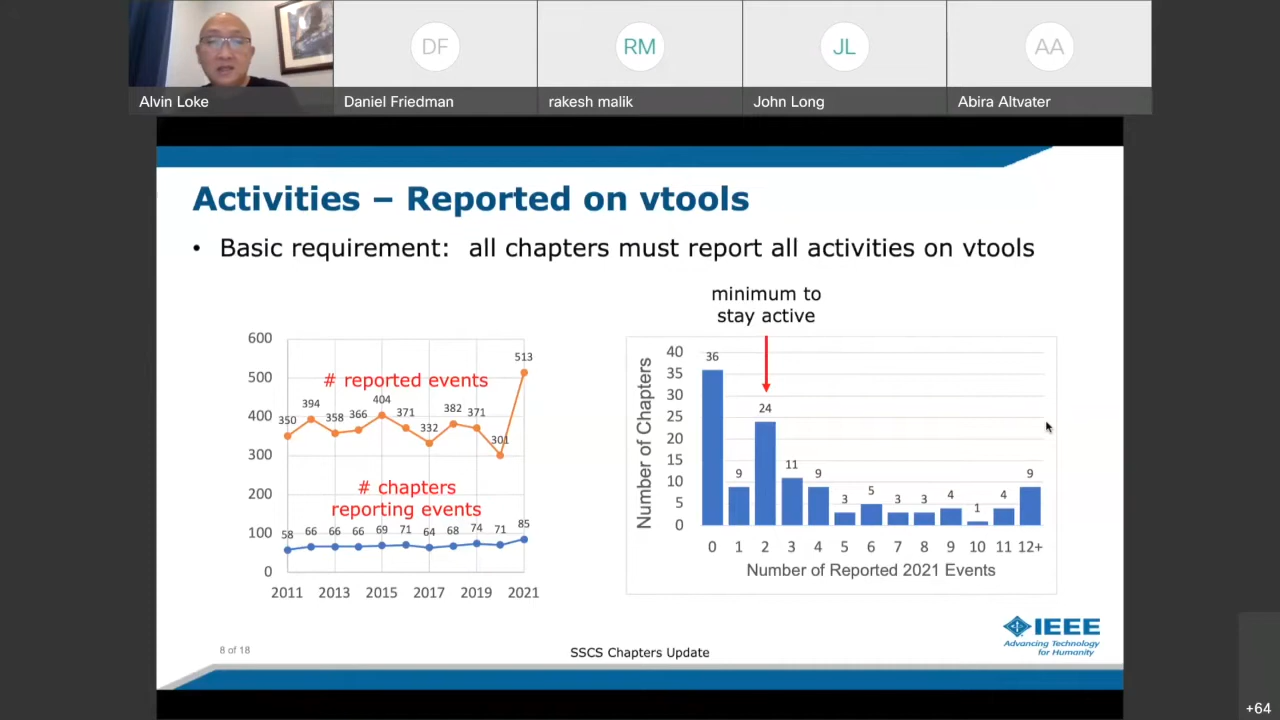 DF
RM
JL
AA
Alvin Loke
Daniel Friedman
rakesh malik
John Long
Abira Altvater
Activities – Reported on vtools
• Basic requirement: all chapters must report all activities on vtools
600
500
400
300
200
100
0
# reported events
350
394
358
366
404
371
332
382
371
301
513
# chapters
reporting events
58
66
66
66
69
71
64
68
74
71
85
2011 2013 2015 2017 2019 2021
minimum to
stay active
Number of Chapters
40
35
30
25
20
15
10
5
0
36
9
24
11
9
3
5
3
3
4
1
4
9
0 1 2 3 4 5 6 7 8 9 10 11 12+
Number of Reported 2021 Events
8 of 18
SSCS Chapters Update
IEEE
Advancing Technology
for Humanity
+64